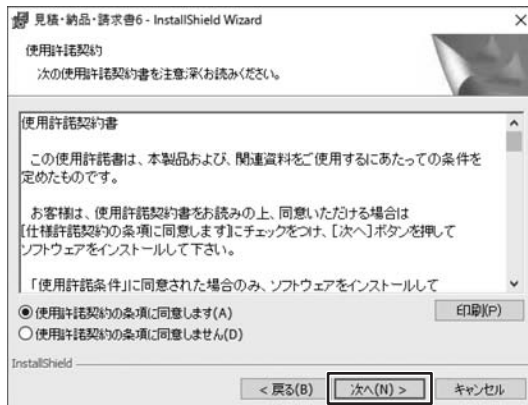 見積・納品・請求書6 - InstallShield Wizard
使用許諾契約
次の使用許諾契約書を注意深くお読みください。
使用許諾契約書
この使用許諾書は、本製品および、関連資料をご使用するにあたっての条件を
定めたものです。
お客様は、使用許諾契約書をお読みの上、同意いただける場合は
[仕様許諾契約の条項に同意します]にチェックをつけ、[次へ]ボタンを押して
ソフトウェアをインストールして下さい。
「使用許諾条件」に同意された場合のみ、ソフトウェアをインストールして
使用許諾契約の条項に同意します(A)
印刷(P)
使用許諾契約の条項に同意しません(D)
InstallShield
< 戻る(B)
次へ(N) >
キャンセル